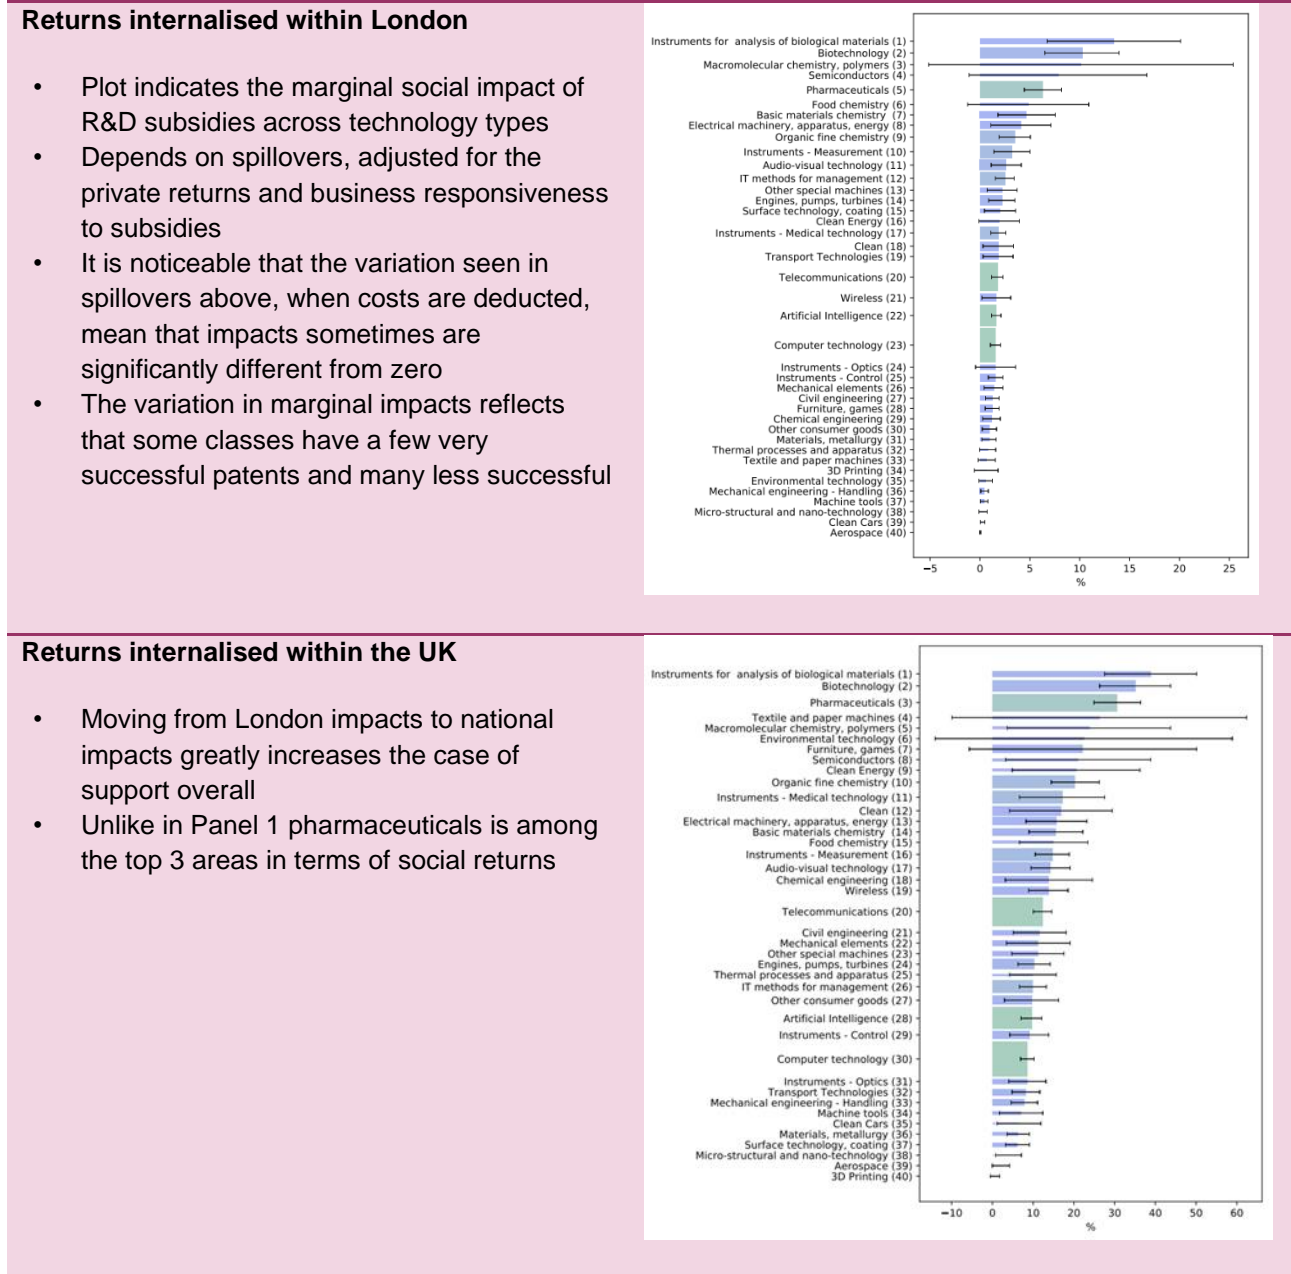 Returns internalised within London
• Plot indicates the marginal social impact of
R&D subsidies across technology types
• Depends on spillovers, adjusted for the
private returns and business responsiveness
to subsidies
• It is noticeable that the variation seen in
spillovers above, when costs are deducted,
mean that impacts sometimes are
significantly different from zero
• The variation in marginal impacts reflects
that some classes have a few very
successful patents and many less successful
Instruments for analysis of biological materials (1)
Biotechnology (2)
Macromolecular chemistry, polymers (3)
Semiconductors (4)
Pharmaceuticals (5)
Food chemistry (6)
Basic materials chemistry (7)
Electrical machinery, apparatus, energy (8)
Organic fine chemistry (9)
Instruments - Measurement (10)
Audio-visual technology (11)
IT methods for management (12)
Other special machines (13)
Engines, pumps, turbines (14)
Surface technology, coating (15)
Clean Energy (16)
Instruments - Medical technology (17)
Clean (18)
Transport Technologies (19)
Telecommunications (20)
Wireless (21)
Artificial Intelligence (22)
Computer technology (23)
Instruments - Optics (24)
Instruments - Control (25)
Mechanical elements (26)
Civil engineering (27)
Furniture, games (28)
Chemical engineering (29)
Other consumer goods (30)
Materials, metallurgy (31)
Thermal processes and apparatus (32)
Textile and paper machines (33)
3D Printing (34)
Environmental technology (35)
Mechanical engineering - Handling (36)
Machine tools (37)
Micro-structural and nano-technology (38)
Clean Cars (39)
Aerospace (40)
−5 0 5 10 15 20 25
%
Returns internalised within the UK
• Moving from London impacts to national
impacts greatly increases the case of
support overall
• Unlike in Panel 1 pharmaceuticals is among
the top 3 areas in terms of social returns
Instruments for analysis of biological materials (1)
Biotechnology (2)
Pharmaceuticals (3)
Textile and paper machines (4)
Macromolecular chemistry, polymers (5)
Environmental technology (6)
Furniture, games (7)
Semiconductors (8)
Clean Energy (9)
Organic fine chemistry (10)
Instruments - Medical technology (11)
Clean (12)
Electrical machinery, apparatus, energy (13)
Basic materials chemistry (14)
Food chemistry (15)
Instruments - Measurement (16)
Audio-visual technology (17)
Chemical engineering (18)
Wireless (19)
Telecommunications (20)
Civil engineering (21)
Mechanical elements (22)
Other special machines (23)
Engines, pumps, turbines (24)
Thermal processes and apparatus (25)
IT methods for management (26)
Other consumer goods (27)
Artificial Intelligence (28)
Instruments - Control (29)
Computer technology (30)
Instruments - Optics (31)
Transport Technologies (32)
Mechanical engineering - Handling (33)
Machine tools (34)
Clean Cars (35)
Materials, metallurgy (36)
Surface technology, coating (37)
Micro-structural and nano-technology (38)
Aerospace (39)
3D Printing (40)
−10 0 10 20 30 40 50 60
%